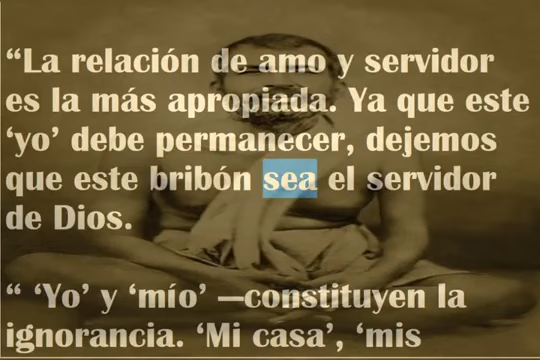 “La relación de amo y servidor
es la más apropiada. Ya que este
‘yo’ debe permanecer, dejemos
que este bribón sea el servidor
de Dios.
“ ‘Yo’ y ‘mío’ —constituyen la
ignorancia. ‘Mi casa’, ‘mis